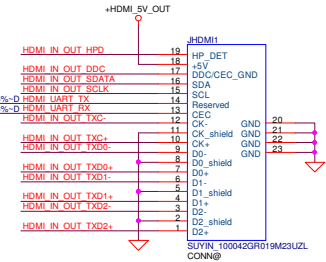 +HDMI_5V_OUT
JHDMI1
HDMI_IN_OUT_HPD 19 HP_DET
18 +5V
HDMI_IN_OUT_DDC 17 DDC/CEC_GND
HDMI_IN_OUT_SDATA 16 SDA
HDMI_IN_OUT_SCLK 15 SCL
%~D HDMI_UART_TX 14 Reserved
%~D HDMI_UART_RX 13 CEC
HDMI_IN_OUT_TXC- 12 CK- GND 20
11 CK_shield GND 21
HDMI_IN_OUT_TXC+ 10 CK+ GND 22
HDMI_IN_OUT_TXD0- 9 D0- GND 23
8 D0_shield
HDMI_IN_OUT_TXD0+ 7 D0+
HDMI_IN_OUT_TXD1- 6 D1-
5 D1_shield
HDMI_IN_OUT_TXD1+ 4 D1+
HDMI_IN_OUT_TXD2- 3 D2-
2 D2_shield
HDMI_IN_OUT_TXD2+ 1 D2+
SUYIN_100042GR019M23UZL
CONN@